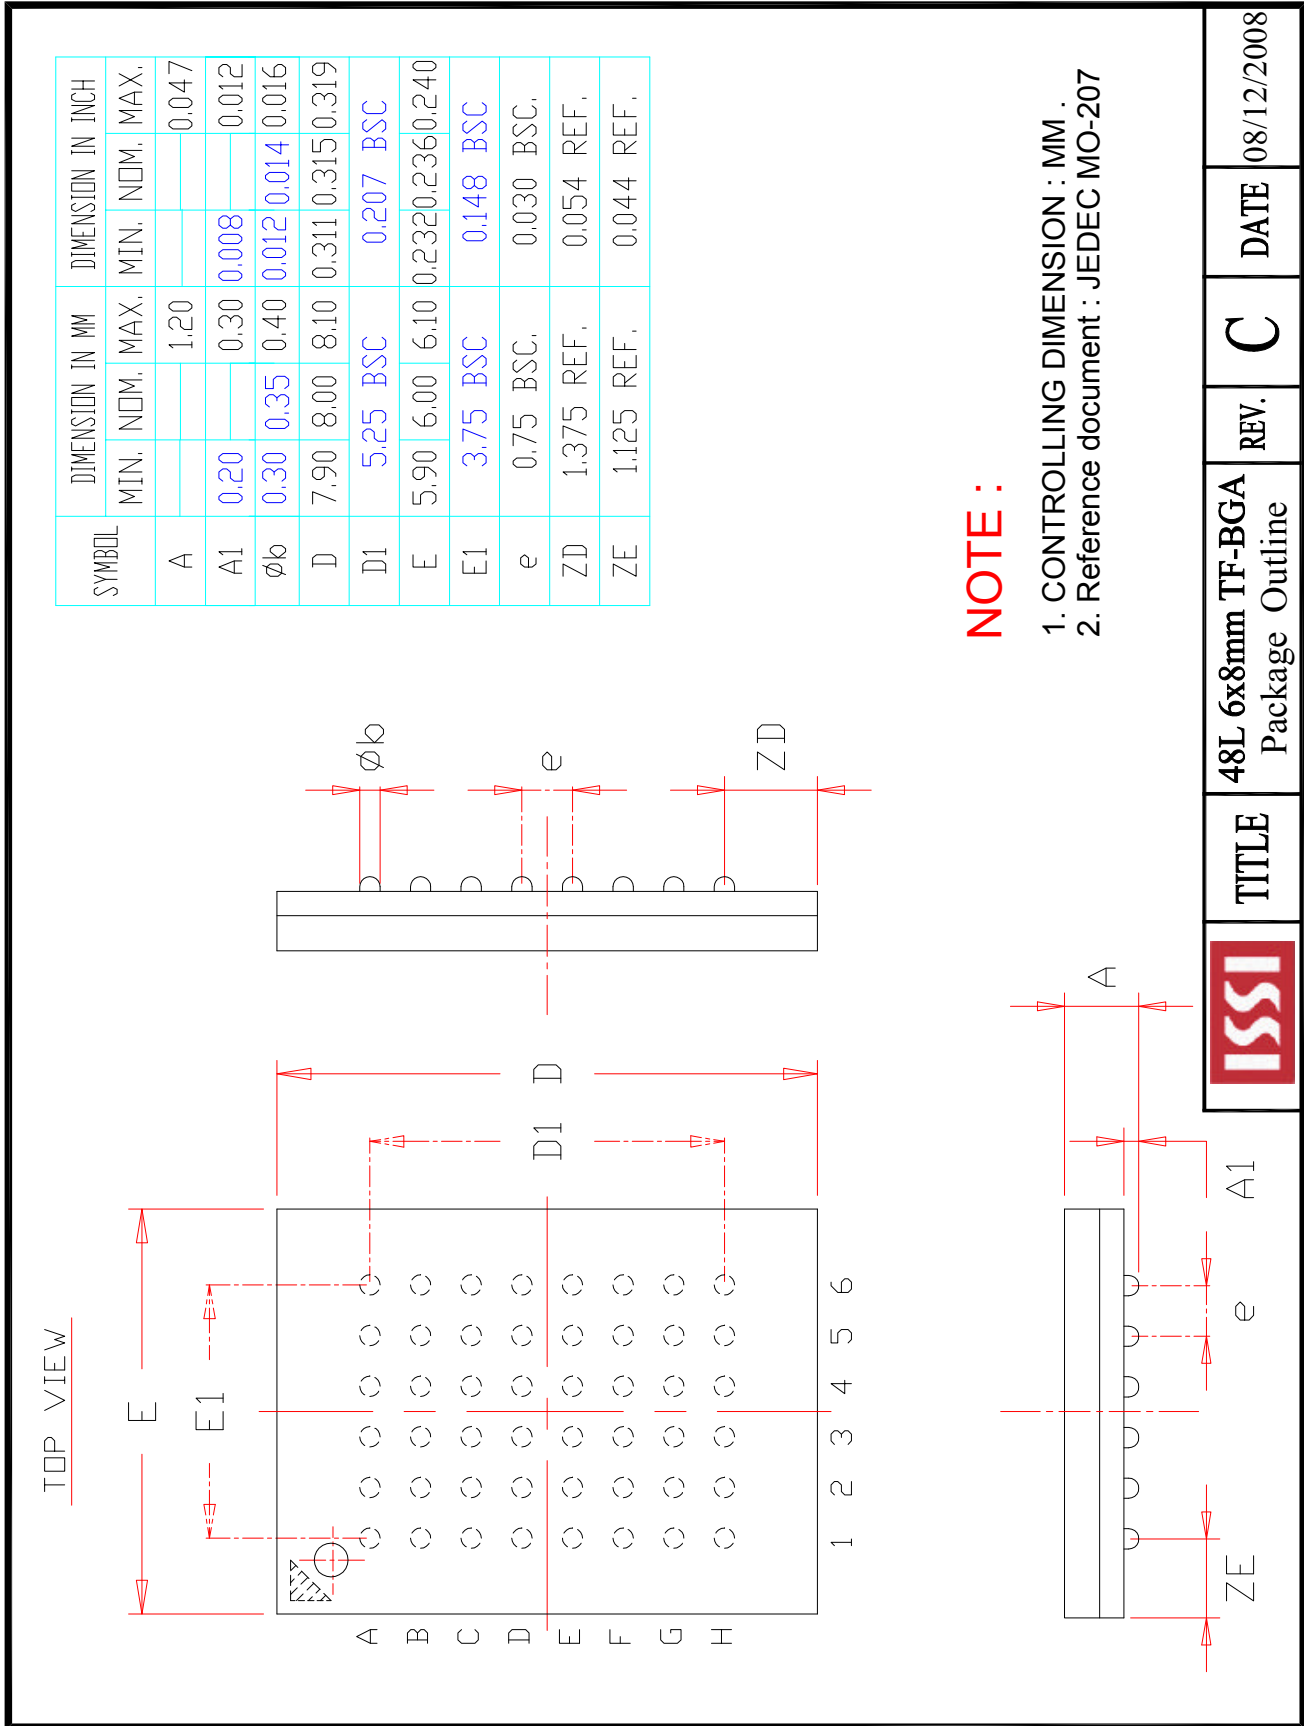 TOP VIEW
E
E1
A
B
C
D
E
F
G
H
1 2 3 4 5 6
D1 D
Øb
e
ZD
ZE
e
A1
A
SYMBOL DIMENSION IN MM DIMENSION IN INCH
MIN. NOM. MAX. MIN. NOM. MAX.
A 1.20 0.047
A1 0.20 0.30 0.008 0.012
Øb 0.30 0.35 0.40 0.012 0.014 0.016
D 7.90 8.00 8.10 0.311 0.315 0.319
D1 5.25 BSC 0.207 BSC
E 5.90 6.00 6.10 0.232 0.236 0.240
E1 3.75 BSC 0.148 BSC
e 0.75 BSC. 0.030 BSC.
ZD 1.375 REF. 0.054 REF.
ZE 1.125 REF. 0.044 REF.
NOTE :
1. CONTROLLING DIMENSION : MM .
2. Reference document : JEDEC MO-207
ISSI TITLE 48L 6x8mm TF-BGA REV. C DATE 08/12/2008
Package Outline